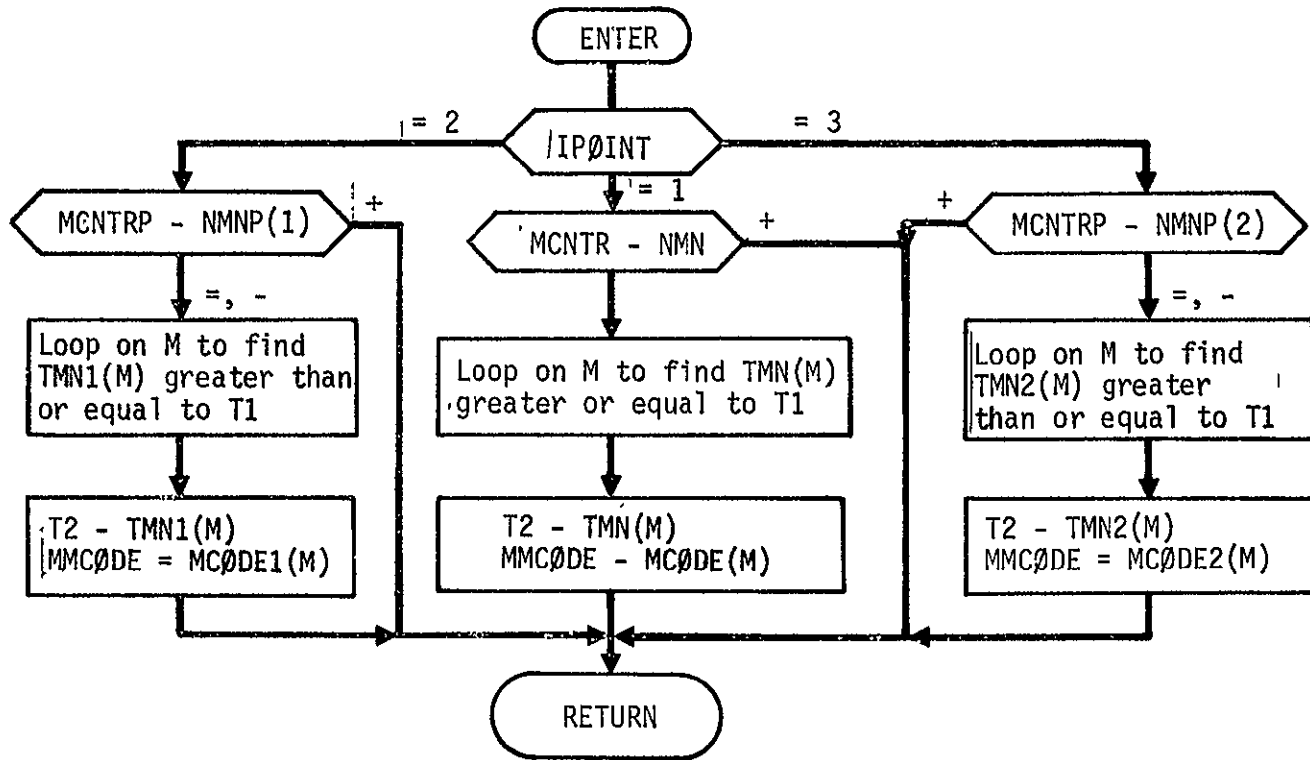 ENTER
= 2
IPØINT
= 3
= 1
MCNTRP - NMNP(1)
+
MCNTR - NMN
+
+
MCNTRP - NMNP(2)
=, -
=, -
Loop on M to find
TMN1(M) greater than
or equal to T1
Loop on M to find TMN(M)
greater or equal to T1
Loop on M to find
TMN2(M) greater
than or equal to T1
T2 - TMN1(M)
MMCØDE = MCØDE1(M)
T2 - TMN(M)
MMCØDE - MCØDE(M)
T2 - TMN2(M)
MMCØDE = MCØDE2(M)
RETURN